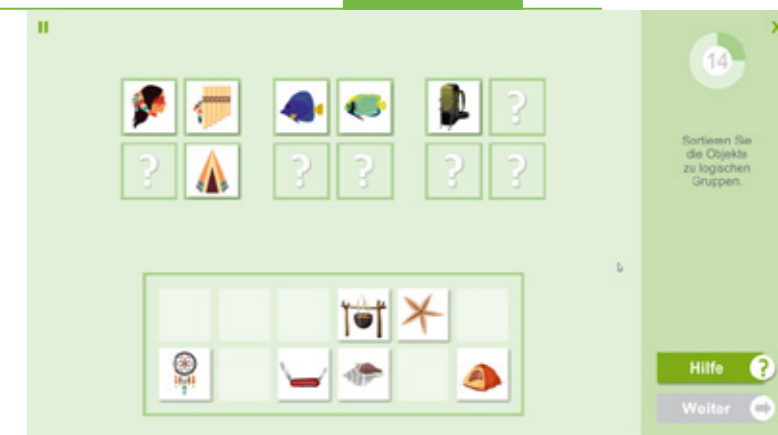 14
?
Sortieren Sie
die Objekte
zu logischen
Gruppen.
? ? ? ? ?
Hilfe ?
Weiter